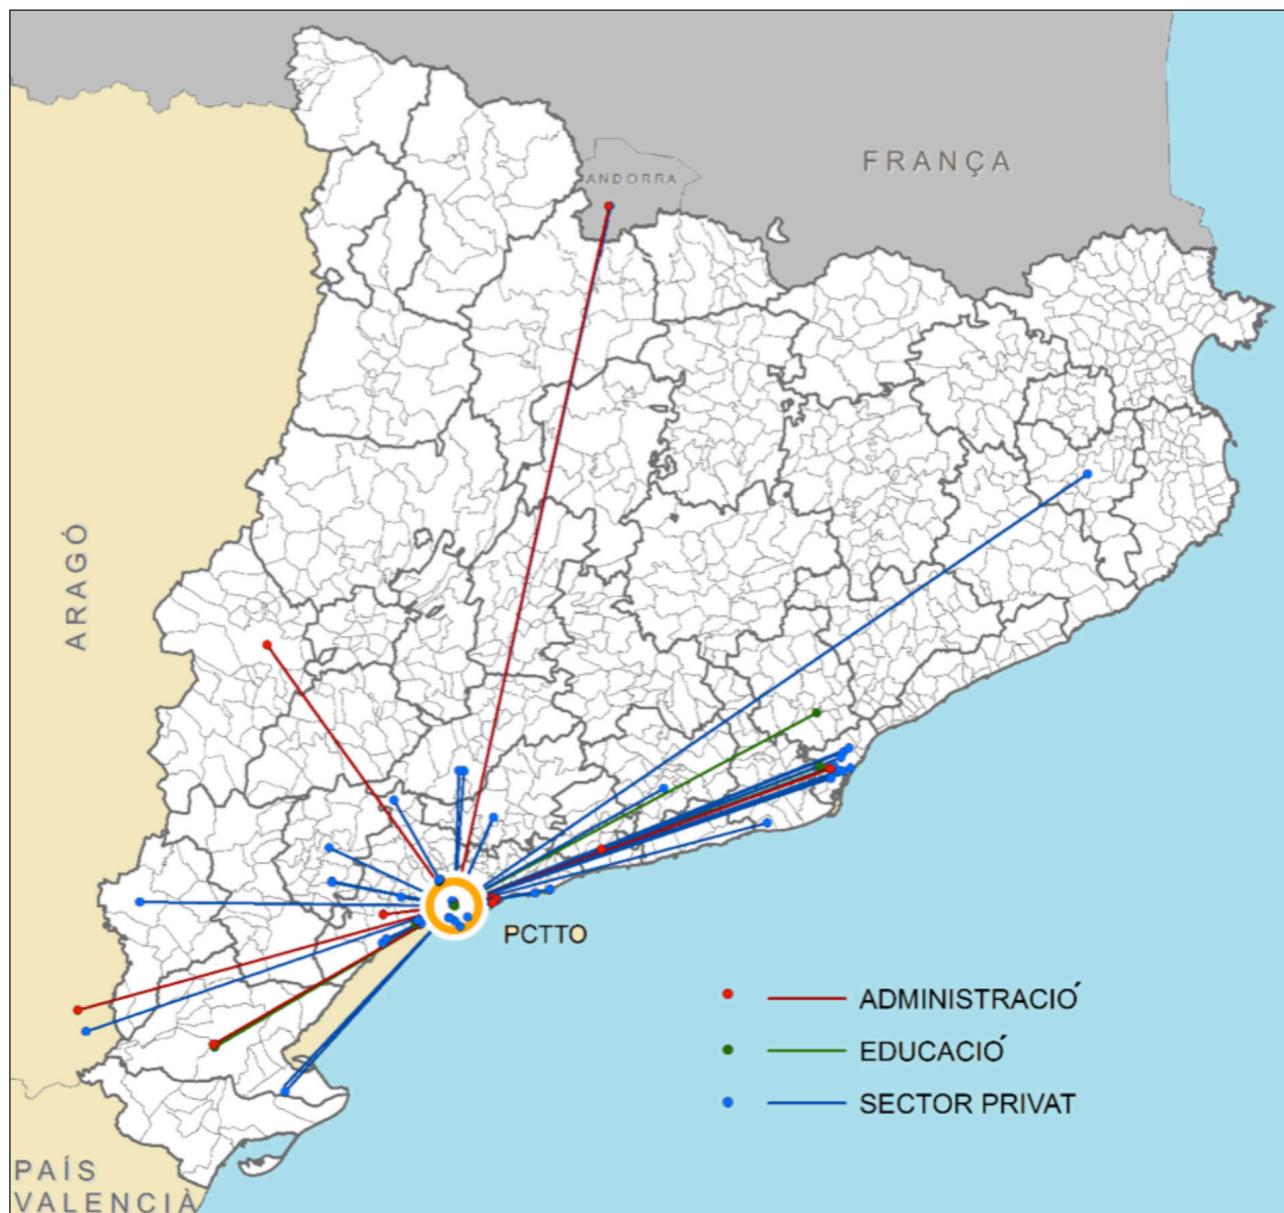 FRANÇA
ANDORRA
ARAGÓ
PCTTO
ADMINISTRACIÓ
EDUCACIÓ
SECTOR PRIVAT
PAÍS
VALENCIÀ